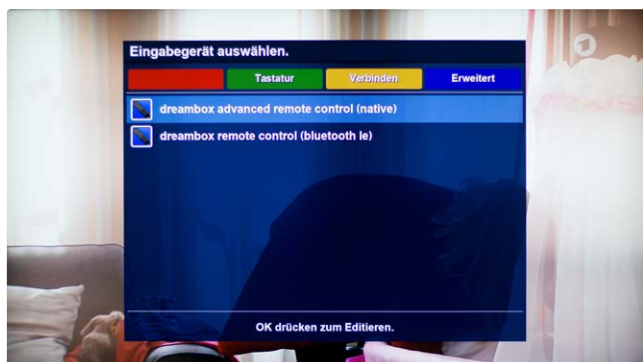 Eingabegerät auswählen.
Tastatur Verbinden Erweitert
dreambox advanced remote control (native)
dreambox remote control (bluetooth le)
OK drücken zum Editieren.